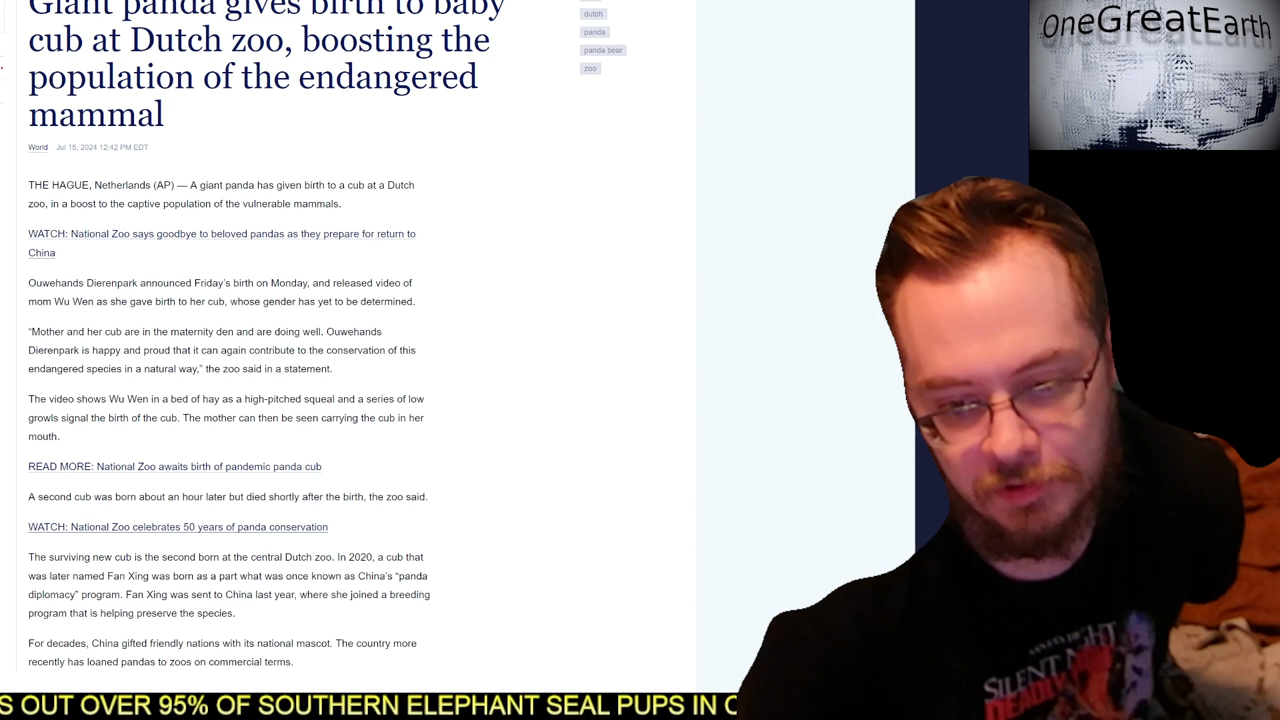 Giant panda gives birth to baby
cub at Dutch zoo, boosting the
population of the endangered
mammal
World Jul 15, 2024 12:42 PM EDT
THE HAGUE, Netherlands (AP) — A giant panda has given birth to a cub at a Dutch
zoo, in a boost to the captive population of the vulnerable mammals.
WATCH: National Zoo says goodbye to beloved pandas as they prepare for return to
China
Ouwehands Dierenpark announced Friday’s birth on Monday, and released video of
mom Wu Wen as she gave birth to her cub, whose gender has yet to be determined.
“Mother and her cub are in the maternity den and are doing well. Ouwehands
Dierenpark is happy and proud that it can again contribute to the conservation of this
endangered species in a natural way,” the zoo said in a statement.
The video shows Wu Wen in a bed of hay as a high-pitched squeal and a series of low
growls signal the birth of the cub. The mother can then be seen carrying the cub in her
mouth.
READ MORE: National Zoo awaits birth of pandemic panda cub
A second cub was born about an hour later but died shortly after the birth, the zoo said.
WATCH: National Zoo celebrates 50 years of panda conservation
The surviving new cub is the second born at the central Dutch zoo. In 2020, a cub that
was later named Fan Xing was born as a part what was once known as China’s “panda
diplomacy” program. Fan Xing was sent to China last year, where she joined a breeding
program that is helping preserve the species.
For decades, China gifted friendly nations with its national mascot. The country more
recently has loaned pandas to zoos on commercial terms.
dutch
panda
panda bear
zoo
OneGreatEarth
SILENT NIGHT
DEADLY
S OUT OVER 95% OF SOUTHERN ELEPHANT SEAL PUPS IN